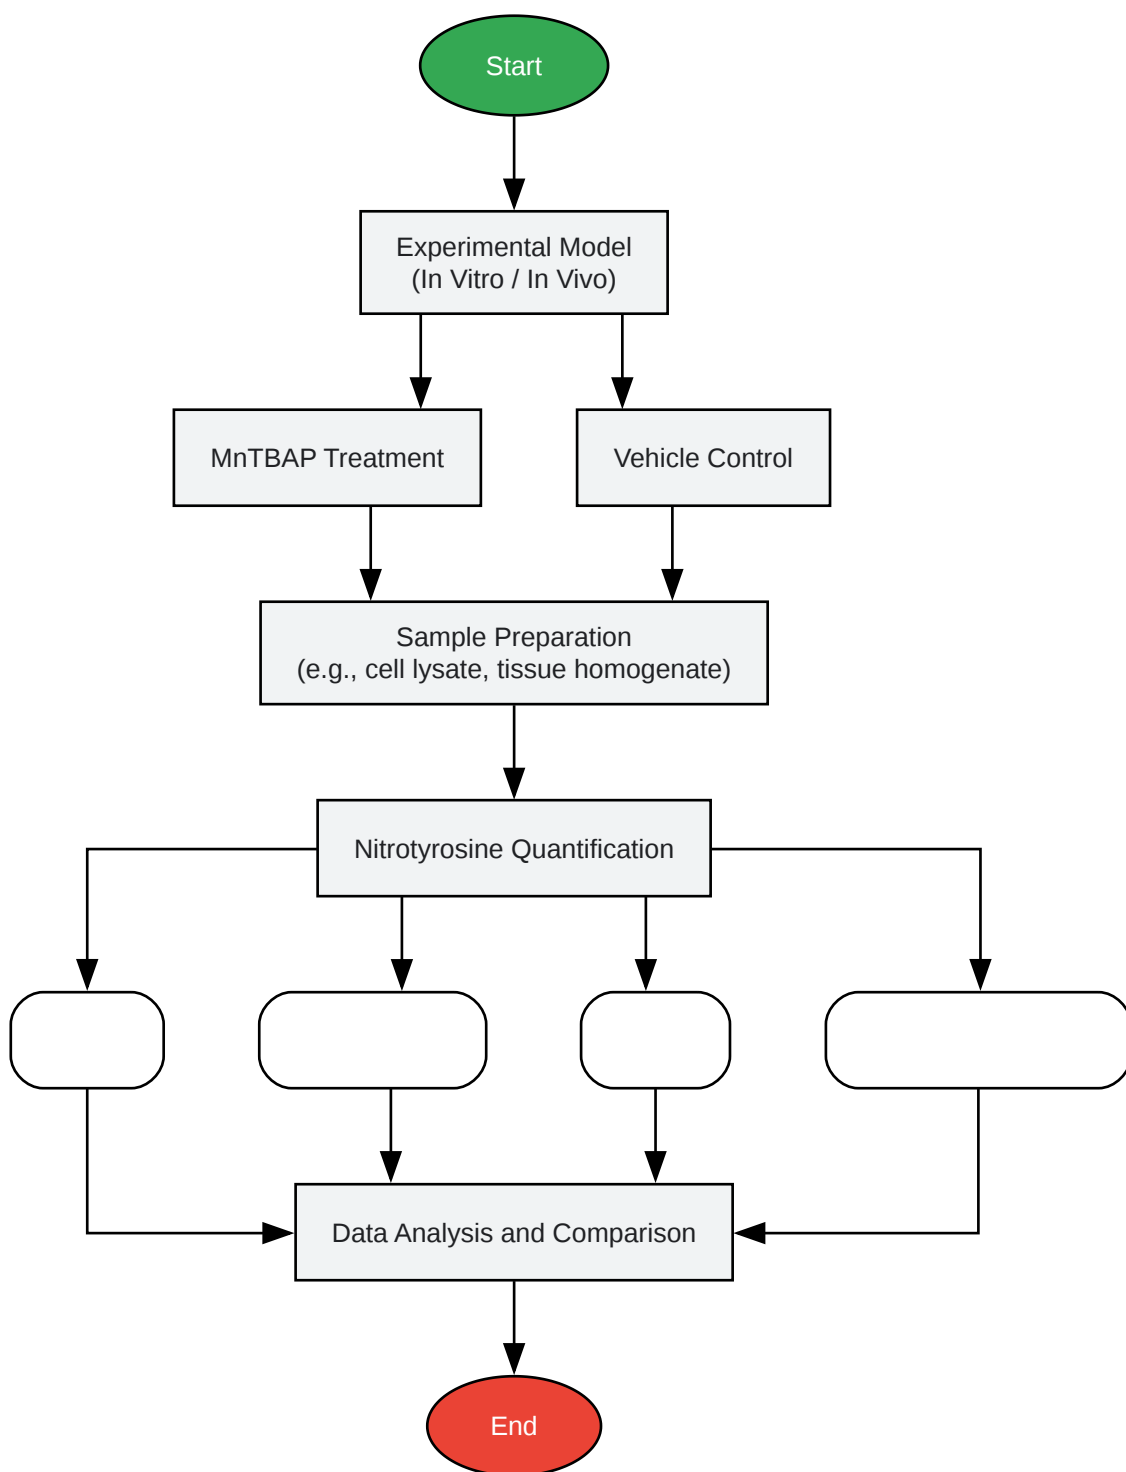 Start
Experimental Model
(In Vitro / In Vivo)
MnTBAP Treatment
Vehicle Control
Sample Preparation
(e.g., cell lysate, tissue homogenate)
Nitrotyrosine Quantification
Data Analysis and Comparison
End